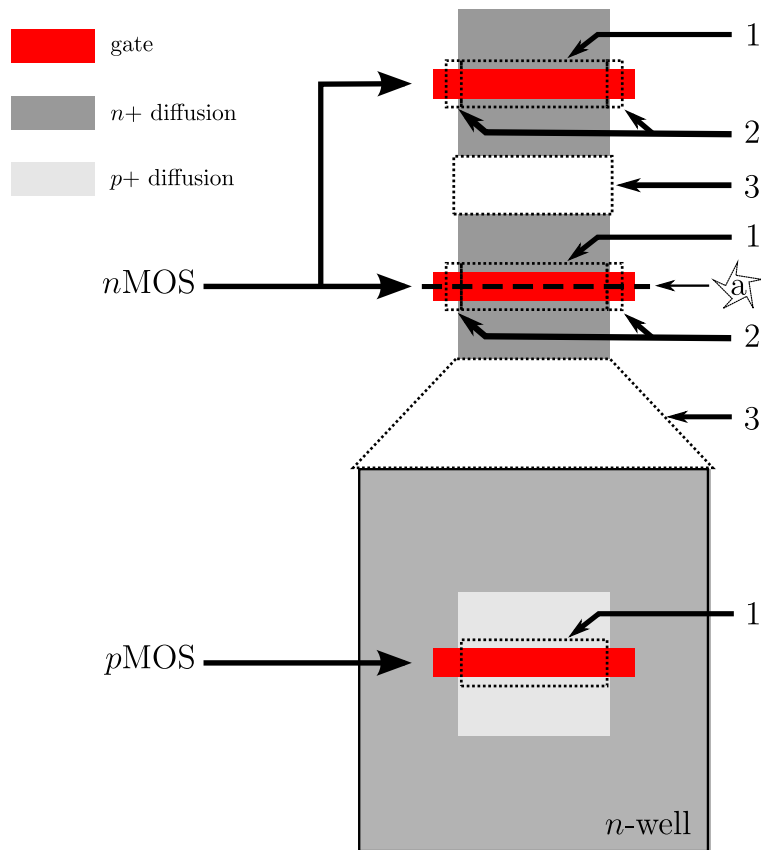 gate
1
n+ diffusion
2
p+ diffusion
3
1
nMOS
a
2
3
1
pMOS
n-well